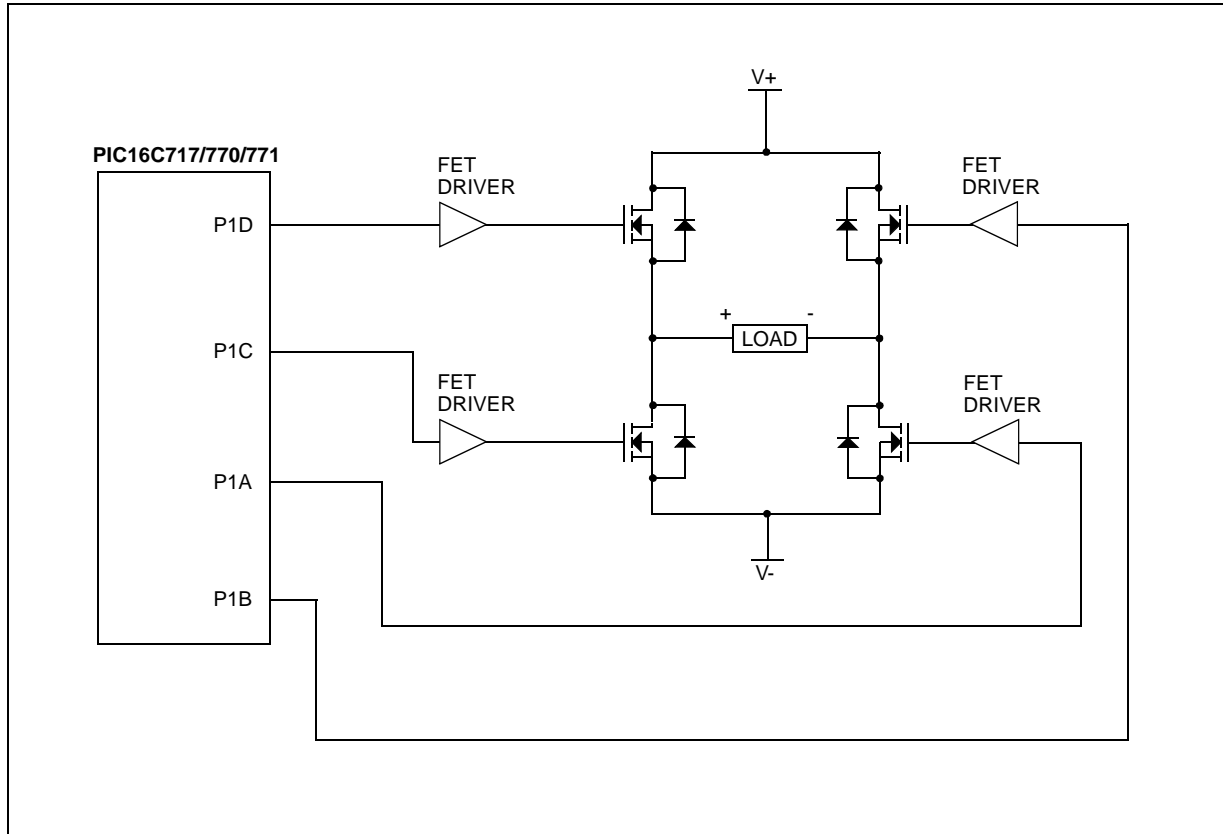 V+
PIC16C717/770/771
FET
DRIVER
FET
DRIVER
P1D
+
-
LOAD
P1C
FET
DRIVER
FET
DRIVER
P1A
V-
P1B